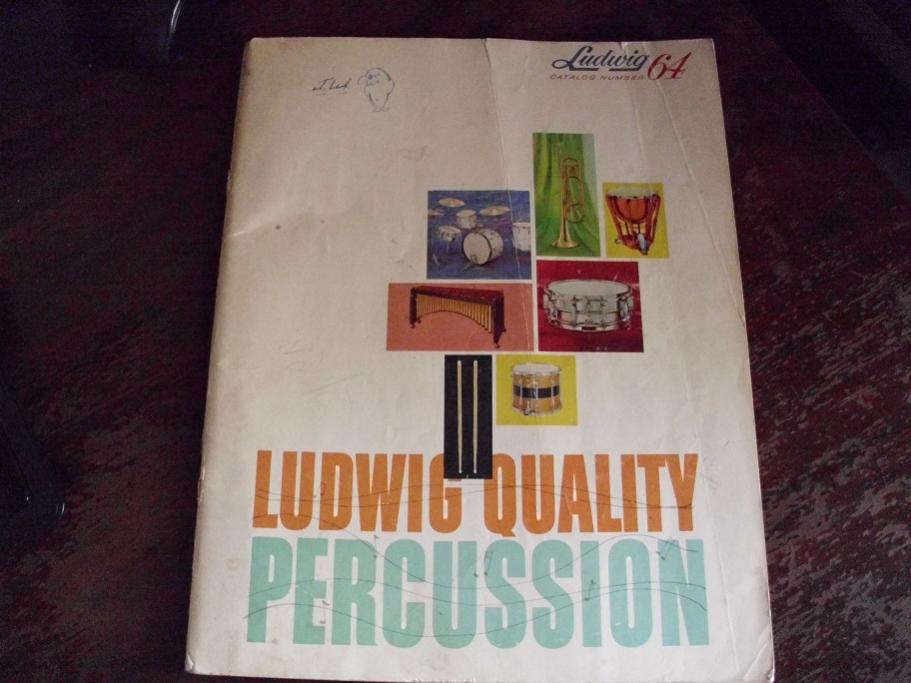 Ludwig 64
CATALOG NUMBER
LUDWIG QUALITY
PERCUSSION